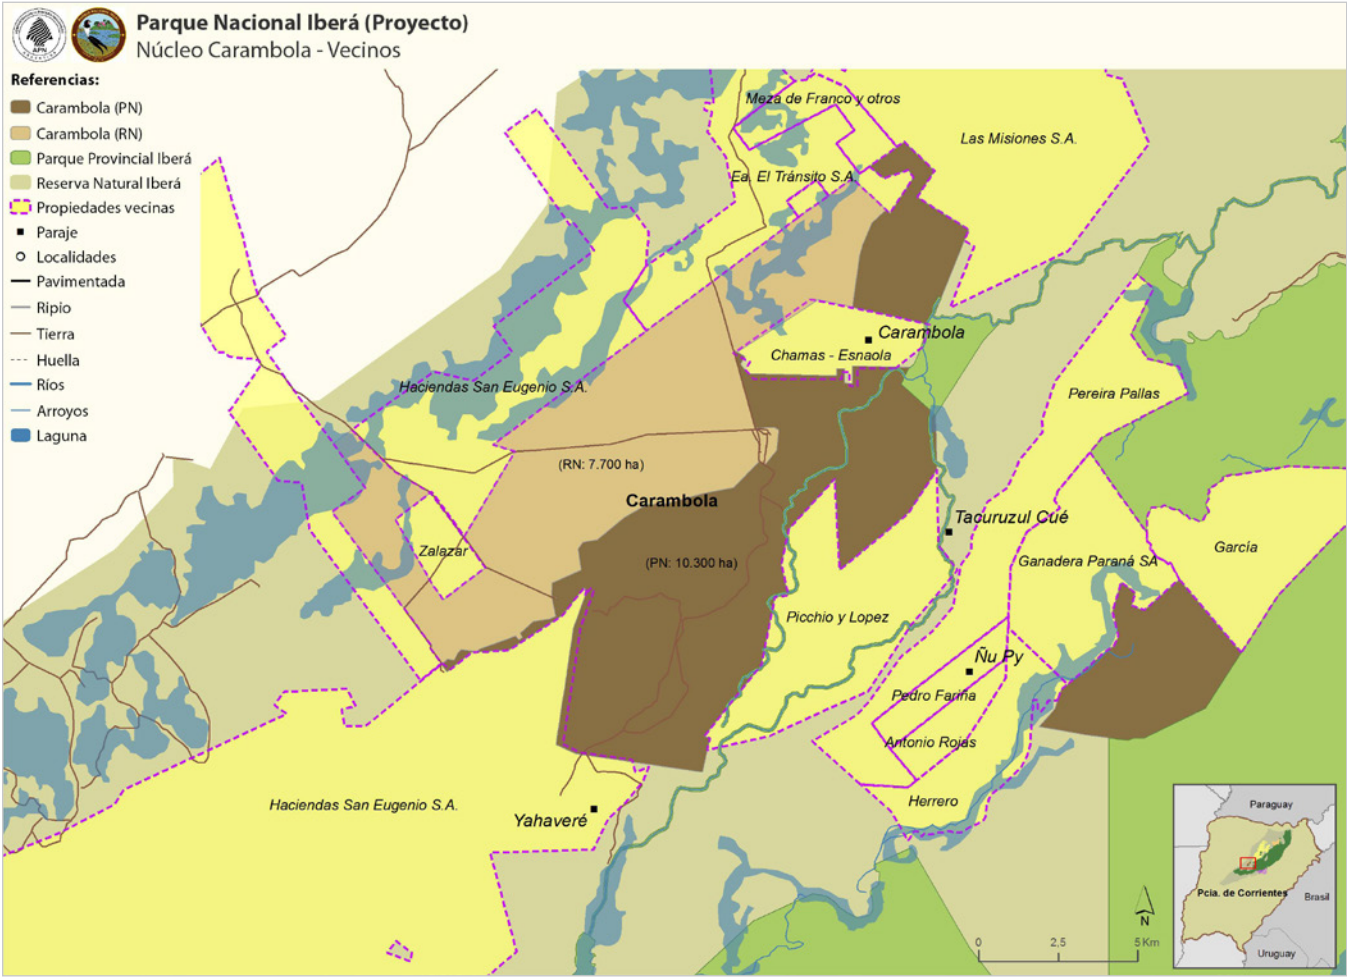 Parque Nacional Iberá (Proyecto)
Núcleo Carambola - Vecinos
APN
Referencias:
Carambola (PN)
Carambola (RN)
Parque Provincial Iberá
Reserva Natural Iberá
Propiedades vecinas
Paraje
Localidades
Pavimentada
Ripio
Tierra
Huella
Ríos
Arroyos
Laguna
Meza de Franco y otros
Las Misiones S.A.
Ea. El Tránsito S.A.
Carambola
Chamas - Esnaola
Haciendas San Eugenio S.A.
Pereira Pallas
(RN: 7.700 ha)
Carambola
Tacuruzul Cué
Zalazar
(PN: 10.300 ha)
Ganadera Paraná SA
García
Picchio y Lopez
Ñu Py
Pedro Fariña
Antonio Rojas
Haciendas San Eugenio S.A.
Herrero
Yahaveré
N
0 2,5 5 Km
Paraguay
Pcia. de Corrientes
Brasil
Uruguay